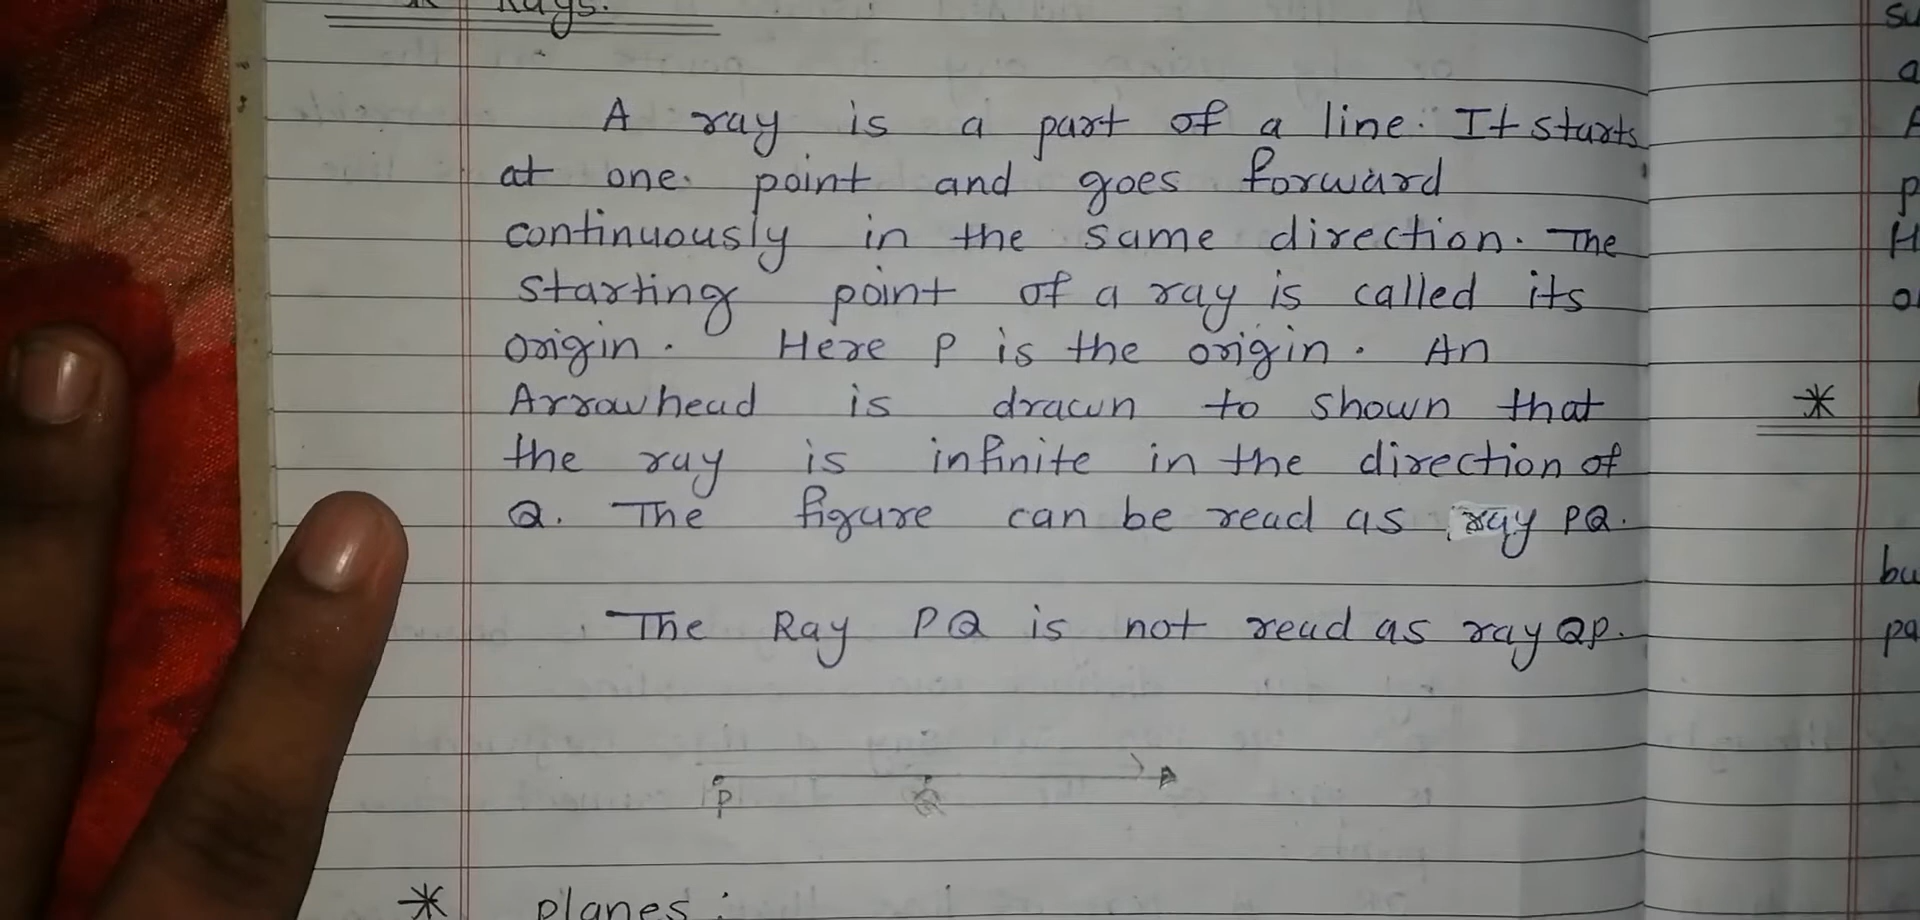 * Rays.
A ray is a part of a line. It starts
at one point and goes forward
continuously in the same direction. The
starting point of a ray is called its
origin. Here P is the origin. An
Arrowhead is drawn to shown that
the ray is infinite in the direction of
Q. The figure can be read as ray PQ.
The Ray PQ is not read as ray QP.
P Q
* planes :
*